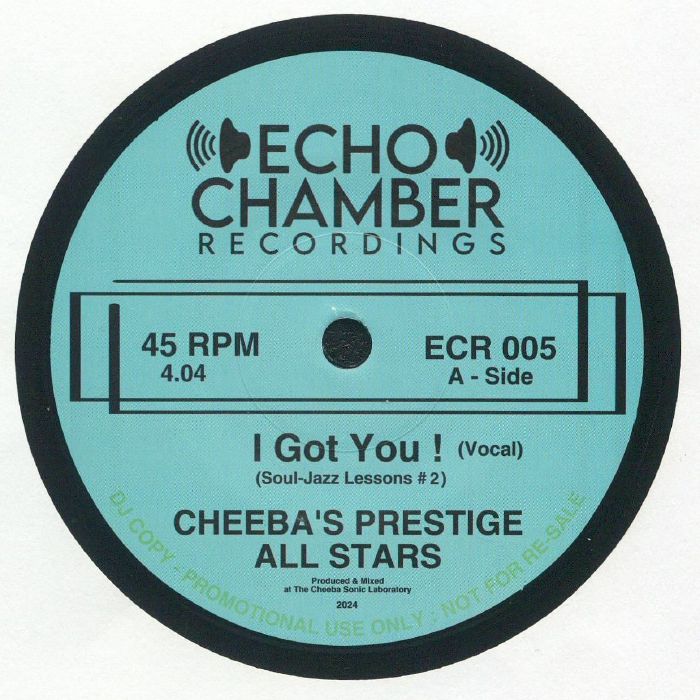 ECHO
CHAMBER
RECORDINGS
45 RPM
4.04
ECR 005
A - Side
I Got You ! (Vocal)
(Soul-Jazz Lessons # 2)
CHEEBA'S PRESTIGE
ALL STARS
Produced & Mixed
at The Cheeba Sonic Laboratory
2024
DJ COPY - PROMOTIONAL USE ONLY - NOT FOR RE-SALE